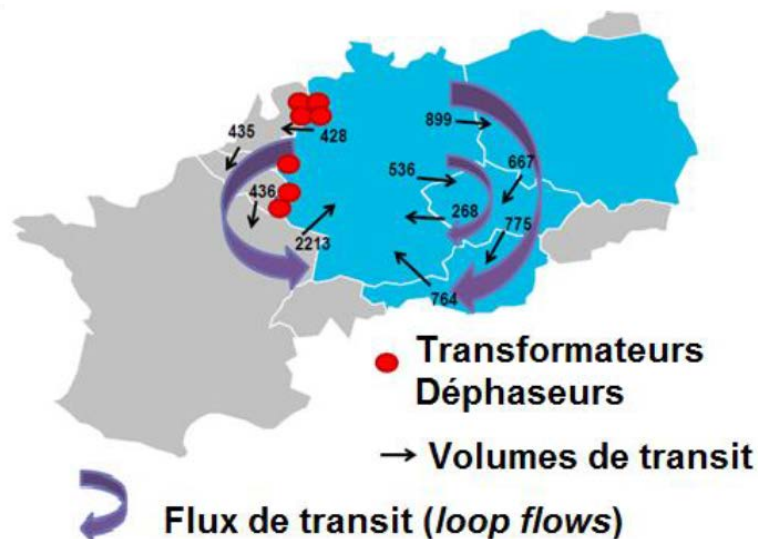 435
428
899
436
536
667
268
775
2213
764
Transformateurs
Déphaseurs
Volumes de transit
Flux de transit (loop flows)